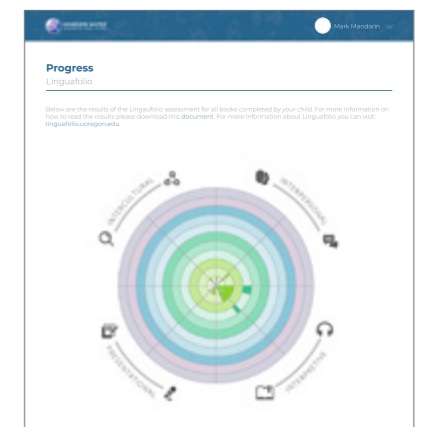 Mark Mandarin
Progress
Linguafolio
Below are the results of the Lingaufolio assessment for all books completed by your child. For more information on
how to read the results please download this document. For more information about Linguafolio you can visit:
linguafolio.uoregon.edu.
INTERCULTURAL
INTERPERSONAL
PRESENTATIONAL
INTERPRETIVE